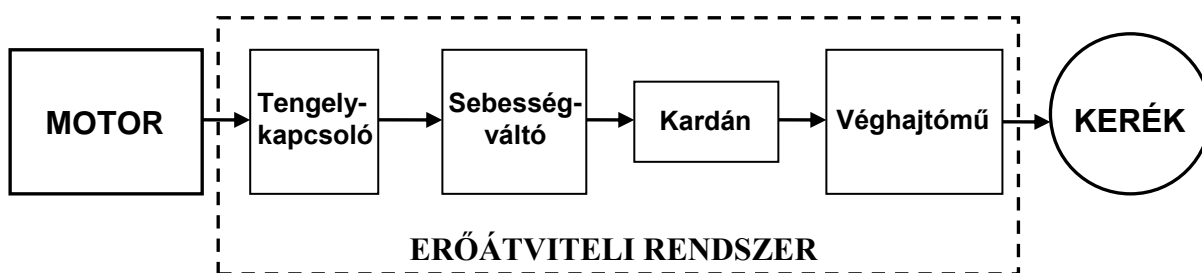 MOTOR
Tengely-
kapcsoló
Sebesség-
váltó
Kardán
Véghajtómű
KERÉK
ERŐÁTVITELI RENDSZER